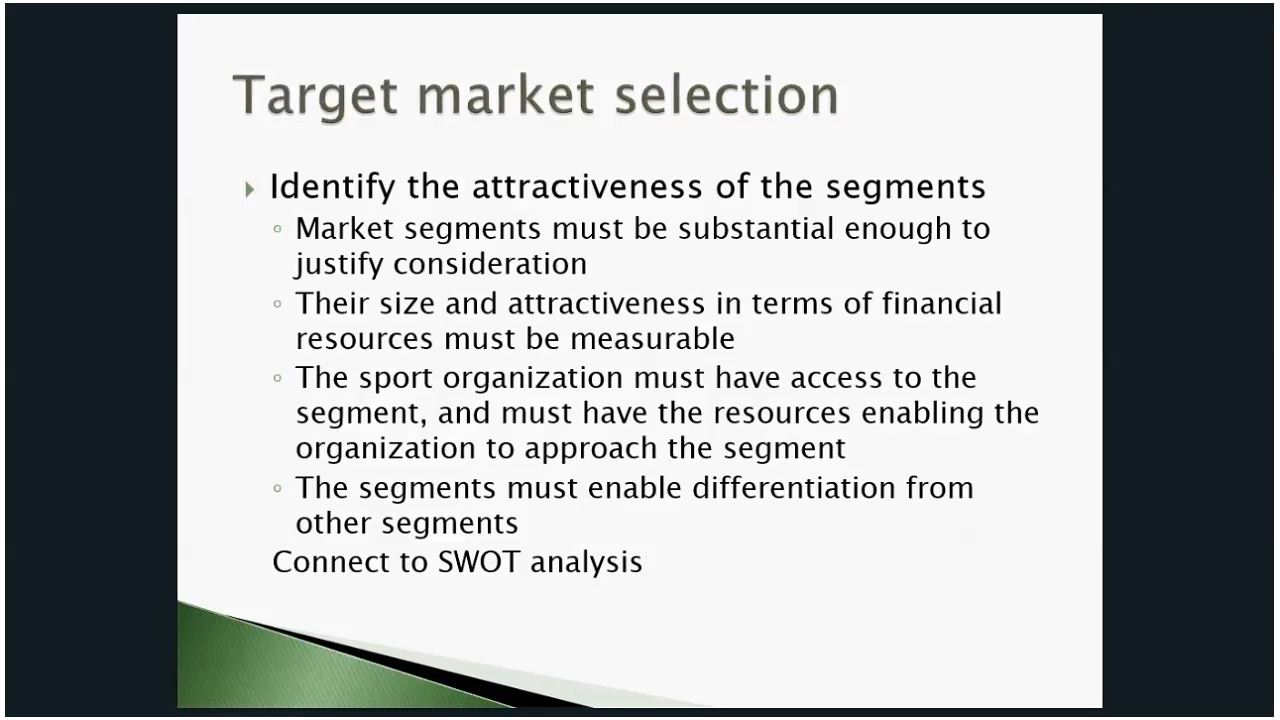 Target market selection
Identify the attractiveness of the segments
Market segments must be substantial enough to
justify consideration
Their size and attractiveness in terms of financial
resources must be measurable
The sport organization must have access to the
segment, and must have the resources enabling the
organization to approach the segment
The segments must enable differentiation from
other segments
Connect to SWOT analysis